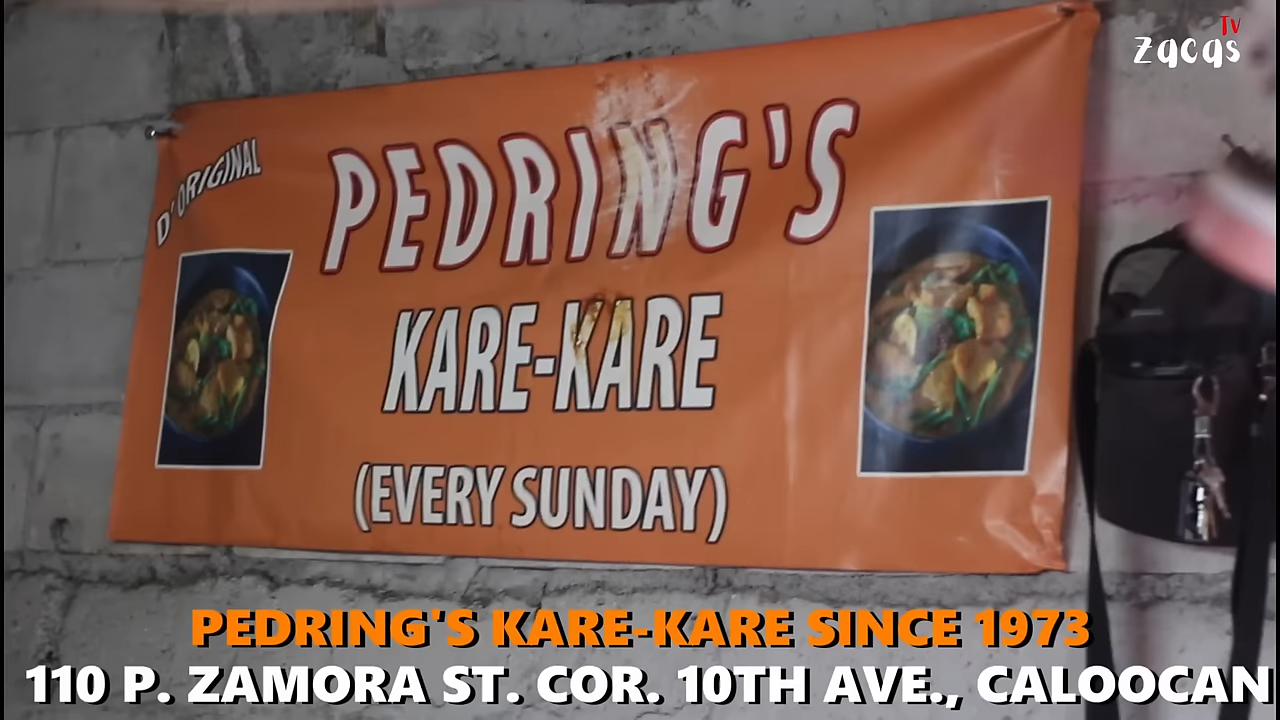 TV
Zacas
D' ORIGINAL
PEDRING'S
KARE-KARE
(EVERY SUNDAY)
PEDRING'S KARE-KARE SINCE 1973
110 P. ZAMORA ST. COR. 10TH AVE., CALOOCAN